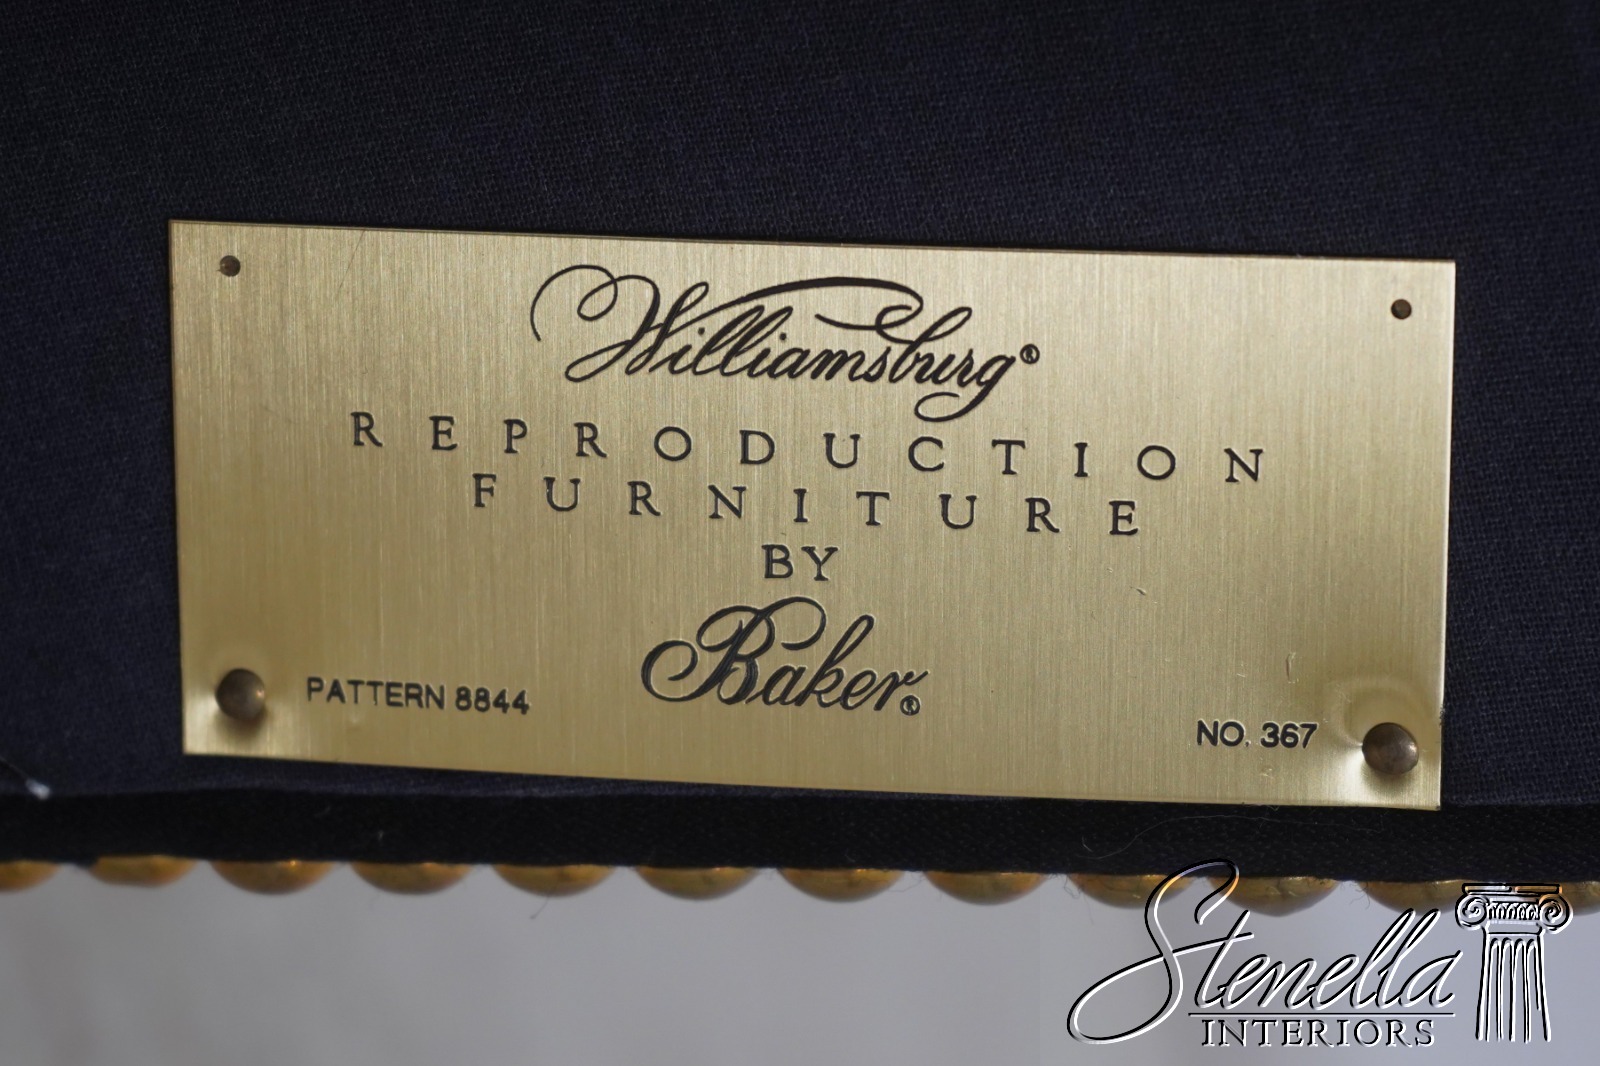 Williamsburg®
REPRODUCTION
FURNITURE
BY
Baker®
PATTERN 8844
NO. 367
Stenella
INTERIORS